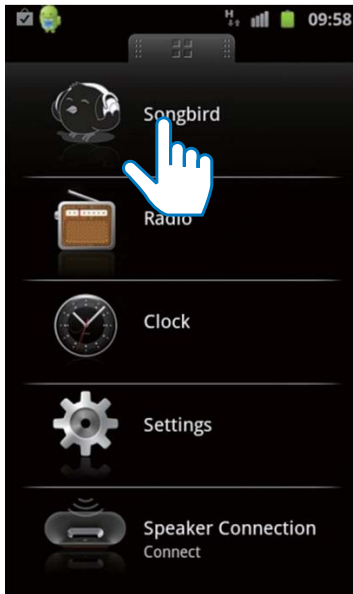 H 09:58
Songbird
Radio
Clock
Settings
Speaker Connection
Connect